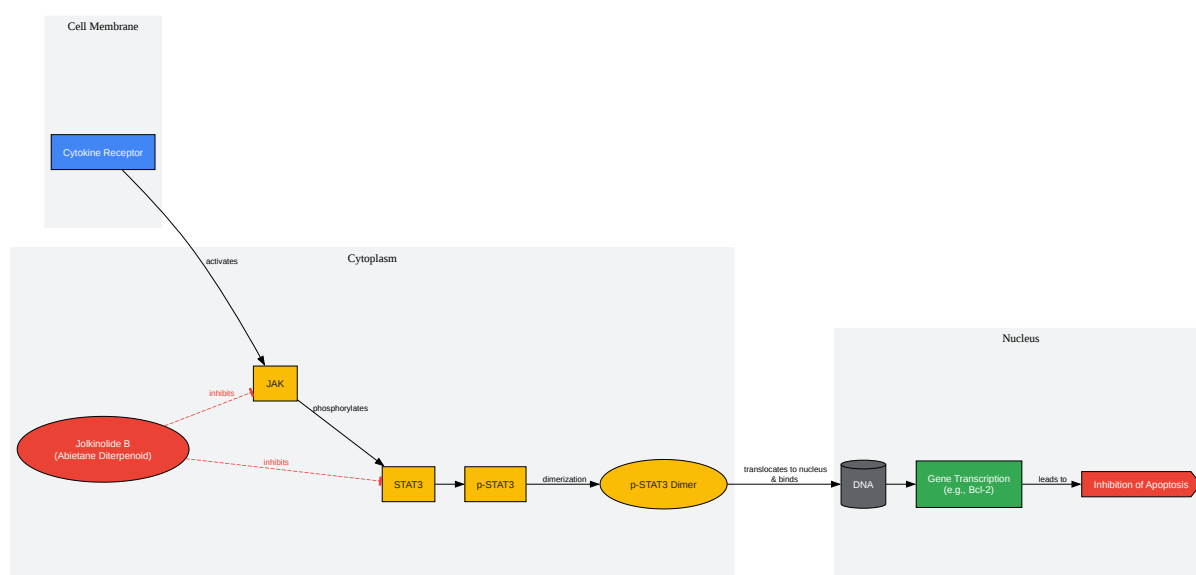 Cell Membrane
Cytokine Receptor
activates
Cytoplasm
JAK
inhibits
phosphorylates
Jolkinolide B
(Abietane Diterpenoid)
inhibits
STAT3
p-STAT3
dimerization
p-STAT3 Dimer
translocates to nucleus
& binds
Nucleus
DNA
Gene Transcription
(e.g., Bcl-2)
leads to
Inhibition of Apoptosis